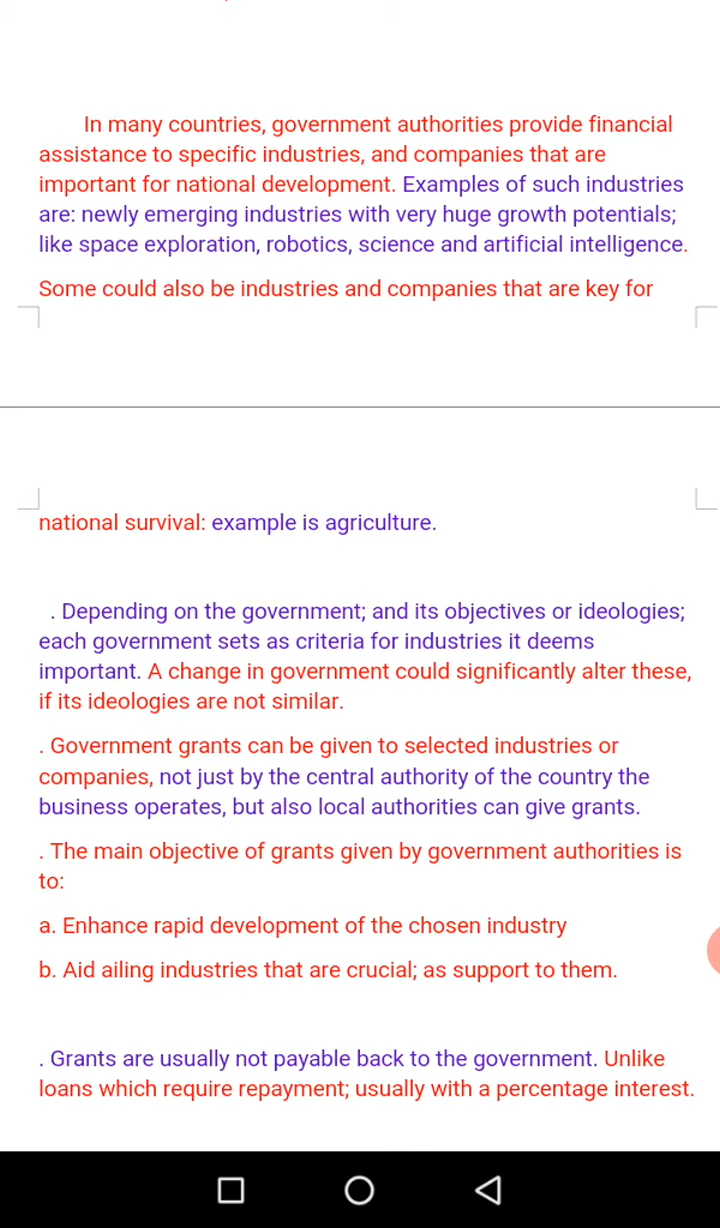 In many countries, government authorities provide financial
assistance to specific industries, and companies that are
important for national development. Examples of such industries
are: newly emerging industries with very huge growth potentials;
like space exploration, robotics, science and artificial intelligence.
Some could also be industries and companies that are key for
national survival: example is agriculture.
. Depending on the government; and its objectives or ideologies;
each government sets as criteria for industries it deems
important. A change in government could significantly alter these,
if its ideologies are not similar.
. Government grants can be given to selected industries or
companies, not just by the central authority of the country the
business operates, but also local authorities can give grants.
. The main objective of grants given by government authorities is
to:
a. Enhance rapid development of the chosen industry
b. Aid ailing industries that are crucial; as support to them.
. Grants are usually not payable back to the government. Unlike
loans which require repayment; usually with a percentage interest.